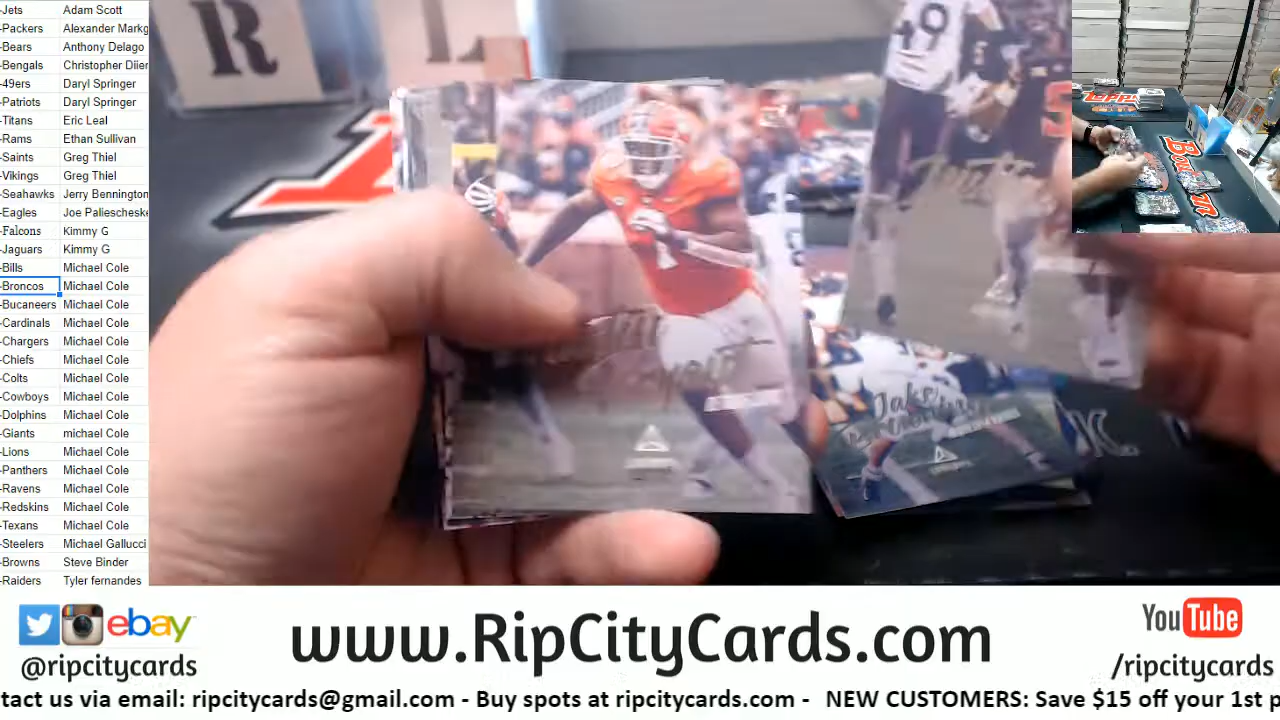 -Jets Adam Scott
-Packers Alexander Markg
-Bears Anthony Delago
-Bengals Christopher Diier
-49ers Daryl Springer
-Patriots Daryl Springer
-Titans Eric Leal
-Rams Ethan Sullivan
-Saints Greg Thiel
-Vikings Greg Thiel
-Seahawks Jerry Bennington
-Eagles Joe Palieschesk
-Falcons Kimmy G
-Jaguars Kimmy G
-Bills Michael Cole
-Broncos Michael Cole
-Bucaneers Michael Cole
-Cardinals Michael Cole
-Chargers Michael Cole
-Chiefs Michael Cole
-Colts Michael Cole
-Cowboys Michael Cole
-Dolphins Michael Cole
-Giants michael Cole
-Lions Michael Cole
-Panthers Michael Cole
-Ravens Michael Cole
-Redskins Michael Cole
-Texans Michael Cole
-Steelers Michael Gallucci
-Browns Steve Binder
-Raiders Tyler fernandes
R L
49
Jake
ebay
@ripcitycards
www.RipCityCards.com
YouTube
/ripcitycards
tact us via email: ripcitycards@gmail.com - Buy spots at ripcitycards.com - NEW CUSTOMERS: Save $15 off your 1st p